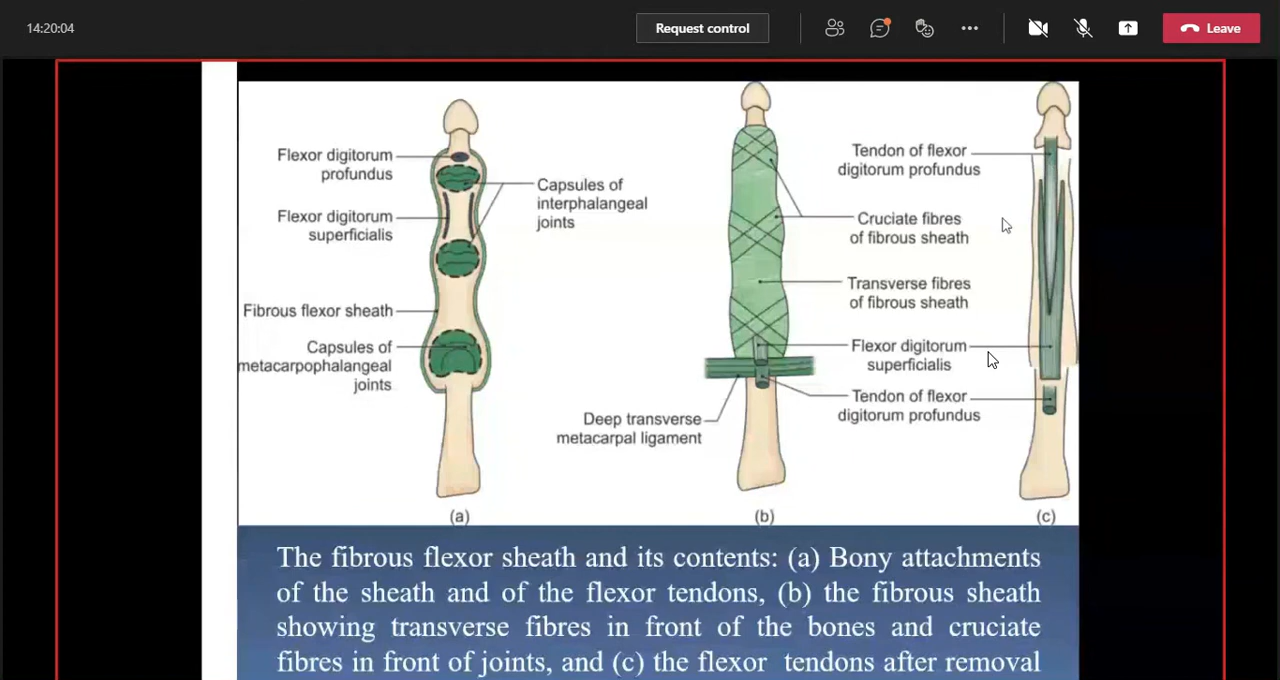 14:20:04
Request control
Leave
Flexor digitorum
profundus
Flexor digitorum
superficialis
Fibrous flexor sheath
Capsules of
metacarpophalangeal
joints
Capsules of
interphalangeal
joints
Deep transverse
metacarpal ligament
Tendon of flexor
digitorum profundus
Cruciate fibres
of fibrous sheath
Transverse fibres
of fibrous sheath
Flexor digitorum
superficialis
Tendon of flexor
digitorum profundus
(a)
(b)
(c)
The fibrous flexor sheath and its contents: (a) Bony attachments
of the sheath and of the flexor tendons, (b) the fibrous sheath
showing transverse fibres in front of the bones and cruciate
fibres in front of joints, and (c) the flexor tendons after removal